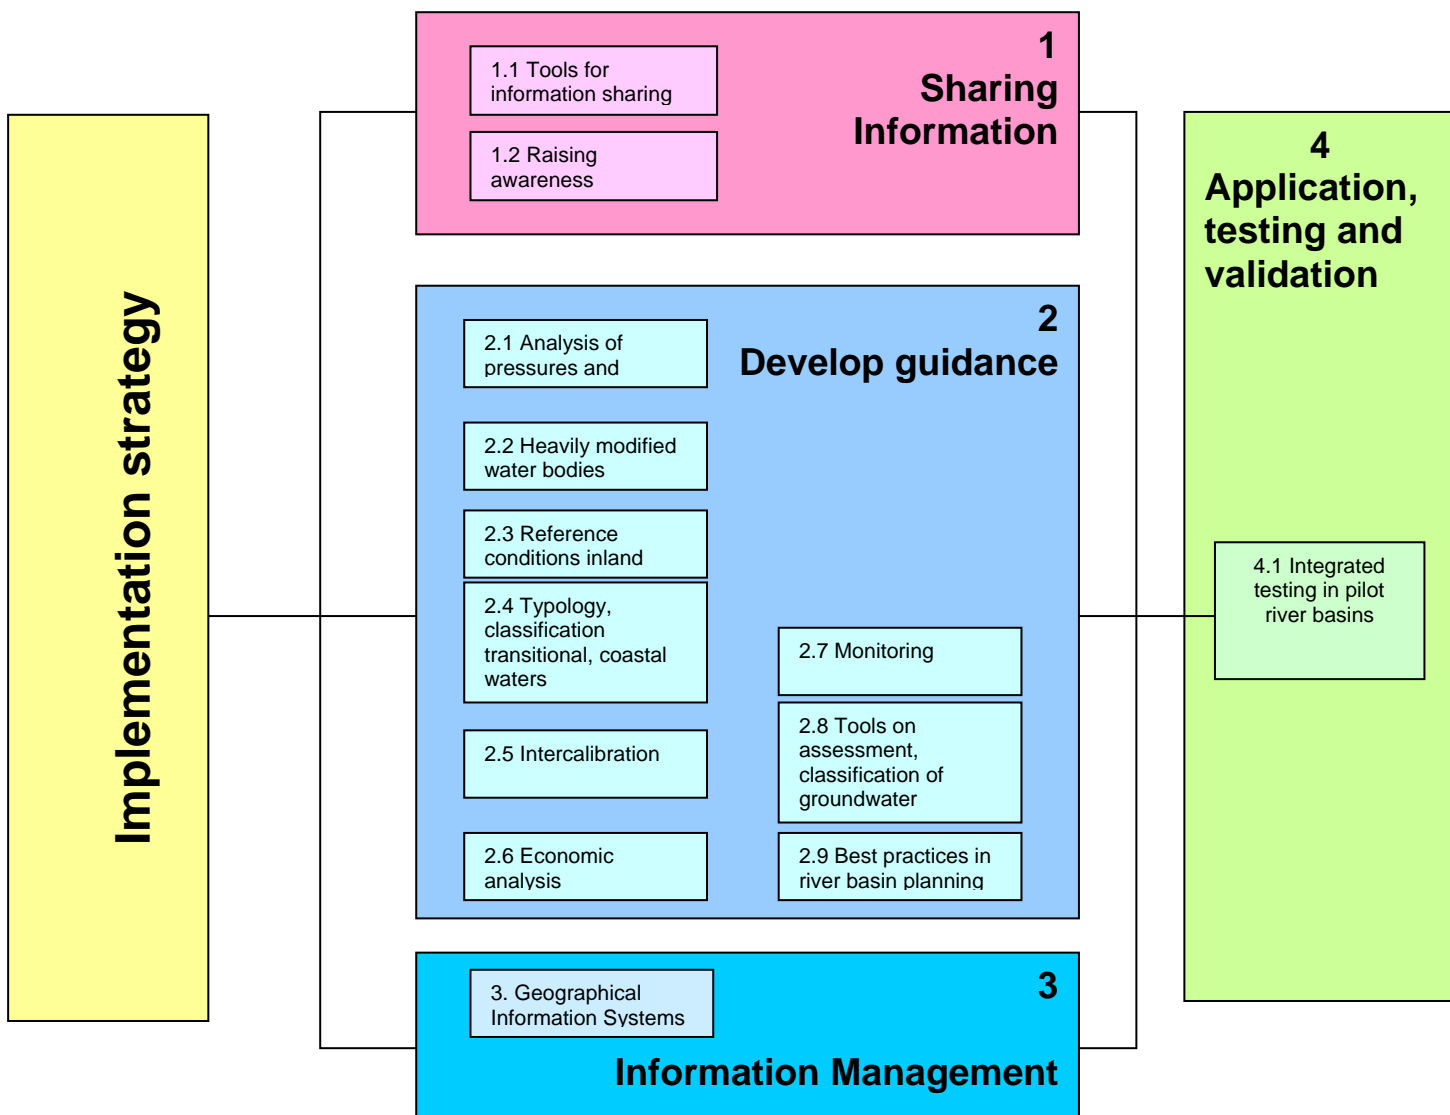 Implementation strategy
1
Sharing
Information
1.1 Tools for
information sharing
1.2 Raising
awareness
2
Develop guidance
2.1 Analysis of
pressures and
2.2 Heavily modified
water bodies
2.3 Reference
conditions inland
2.4 Typology,
classification
transitional, coastal
waters
2.5 Intercalibration
2.6 Economic
analysis
2.7 Monitoring
2.8 Tools on
assessment,
classification of
groundwater
2.9 Best practices in
river basin planning
3
3. Geographical
Information Systems
Information Management
4
Application,
testing and
validation
4.1 Integrated
testing in pilot
river basins